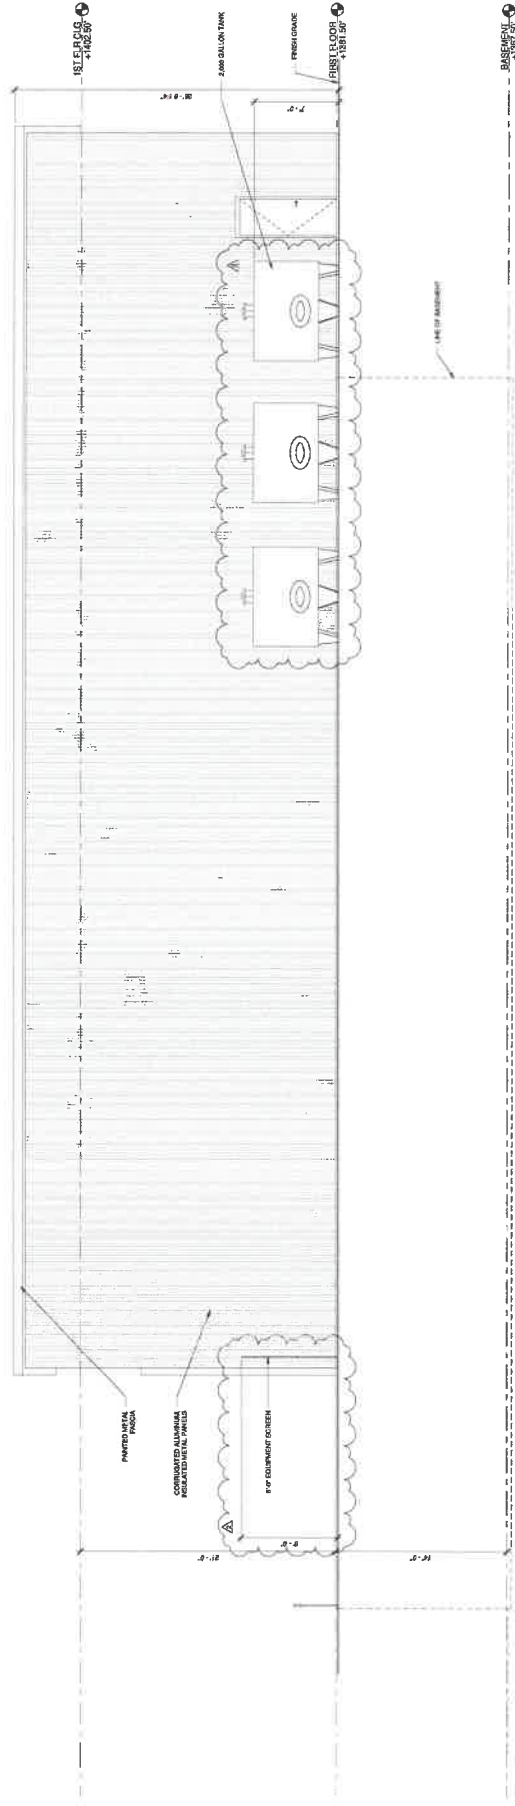 1ST FLR CLG
+1402.50'
2,000 GALLON TANK
FINISH GRADE
FIRST FLOOR
+1381.50'
BASEMENT
7'-0"
LINE OF BASEMENT
PAINTED METAL
FASCIA
CORRUGATED ALUMINUM
INSULATED METAL PANELS
8'-0" EQUIPMENT SCREEN
8'-0"
21'-0"
14'-0"